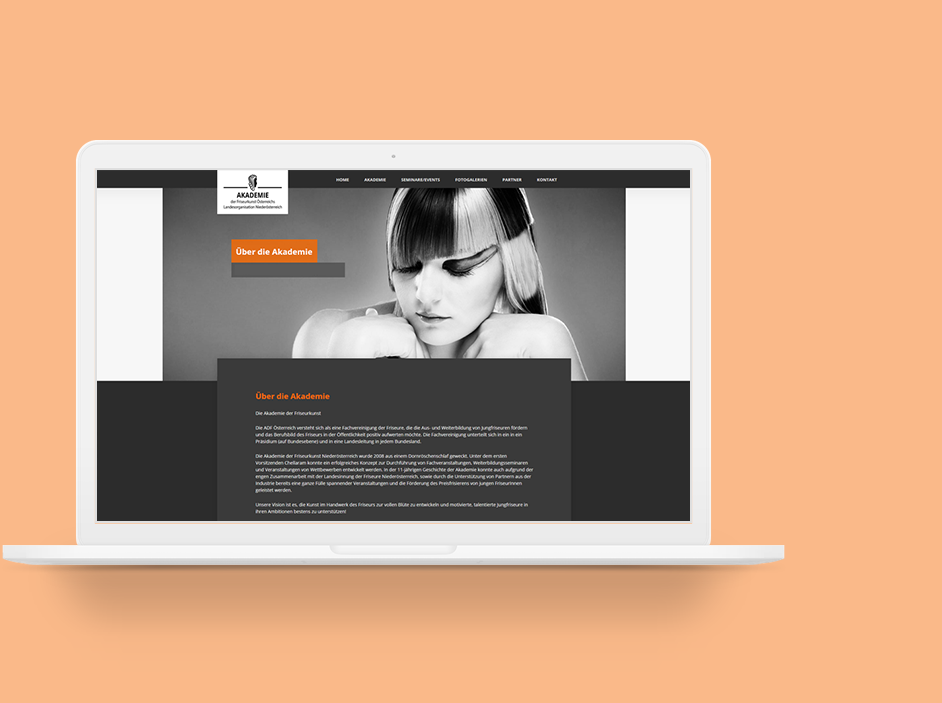 AKADEMIE
der Friseurkunst Österreichs
Landesorganisation Niederösterreich
HOME AKADEMIE SEMINARE/EVENTS FOTOGALERIEN PARTNER KONTAKT
Über die Akademie
Über die Akademie
Die Akademie der Friseurkunst
Die ADF Österreich versteht sich als eine Fachvereinigung der Friseure, die die Aus- und Weiterbildung von Jungfriseuren fördern
und das Berufsbild des Friseurs in der Öffentlichkeit positiv aufwerten möchte. Die Fachvereinigung unterteilt sich in ein in ein
Präsidium (auf Bundesebene) und in eine Landesleitung in jedem Bundesland.
Die Akademie der Friseurkunst Niederösterreich wurde 2008 aus einem Dornröschenschlaf geweckt. Unter dem ersten
Vorsitzenden Chellaram konnte ein erfolgreiches Konzept zur Durchführung von Fachveranstaltungen, Weiterbildungsseminaren
und Veranstaltungen von Wettbewerben entwickelt werden. In der 11-jährigen Geschichte der Akademie konnte auch aufgrund der
engen Zusammenarbeit mit der Landesinnung der Friseure Niederösterreich, sowie durch die Unterstützung von Partnern aus der
Industrie bereits eine ganze Fülle spannender Veranstaltungen und die Förderung des Preisfrisierens von jungen FriseurInnen
geleistet werden.
Unsere Vision ist es, die Kunst im Handwerk des Friseurs zur vollen Blüte zu entwickeln und motivierte, talentierte Jungfriseure in
ihren Ambitionen bestens zu unterstützen!